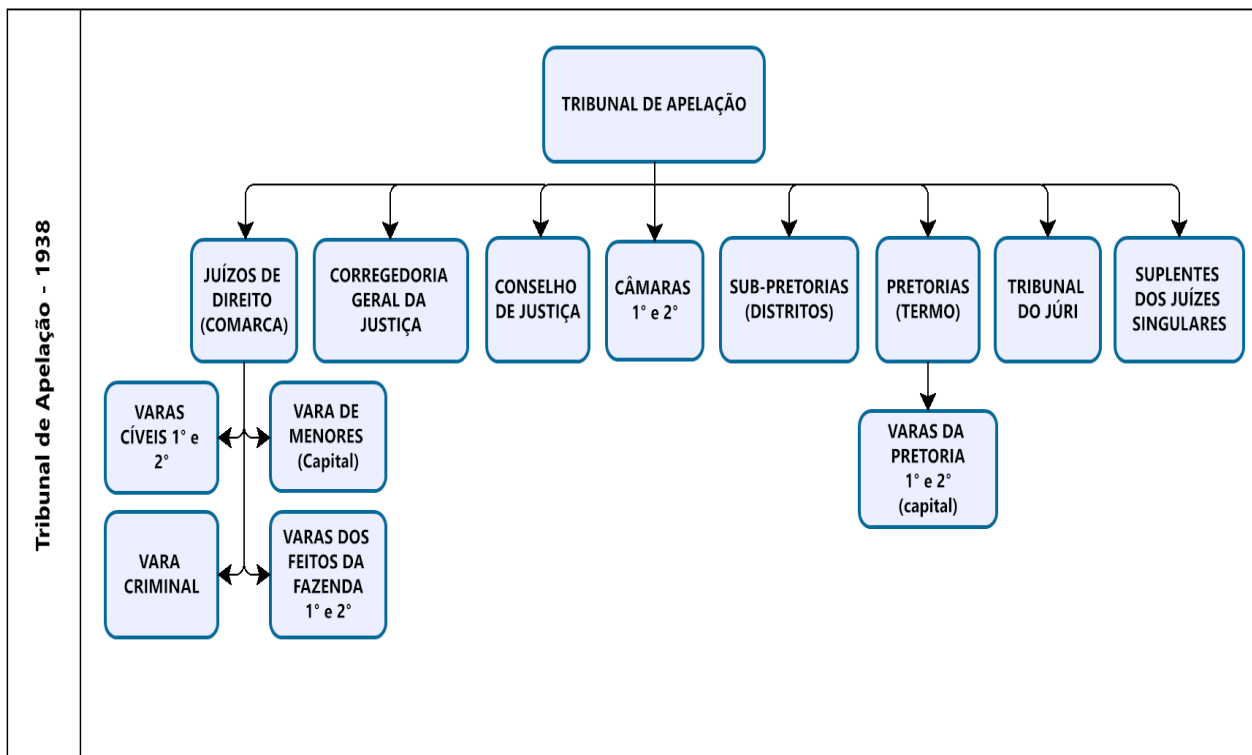 Tribunal de Apelação - 1938
TRIBUNAL DE APELAÇÃO
JUÍZOS DE
DIREITO
(COMARCA)
CORREGEDORIA
GERAL DA
JUSTIÇA
CONSELHO
DE JUSTIÇA
CÂMARAS
1° e 2°
SUB-PRETORIAS
(DISTRITOS)
PRETORIAS
(TERMO)
TRIBUNAL
DO JÚRI
SUPLENTES
DOS JUÍZES
SINGULARES
VARAS
CÍVEIS 1° e
2°
VARA DE
MENORES
(Capital)
VARAS DA
PRETORIA
1° e 2°
(capital)
VARA
CRIMINAL
VARAS DOS
FEITOS DA
FAZENDA
1° e 2°